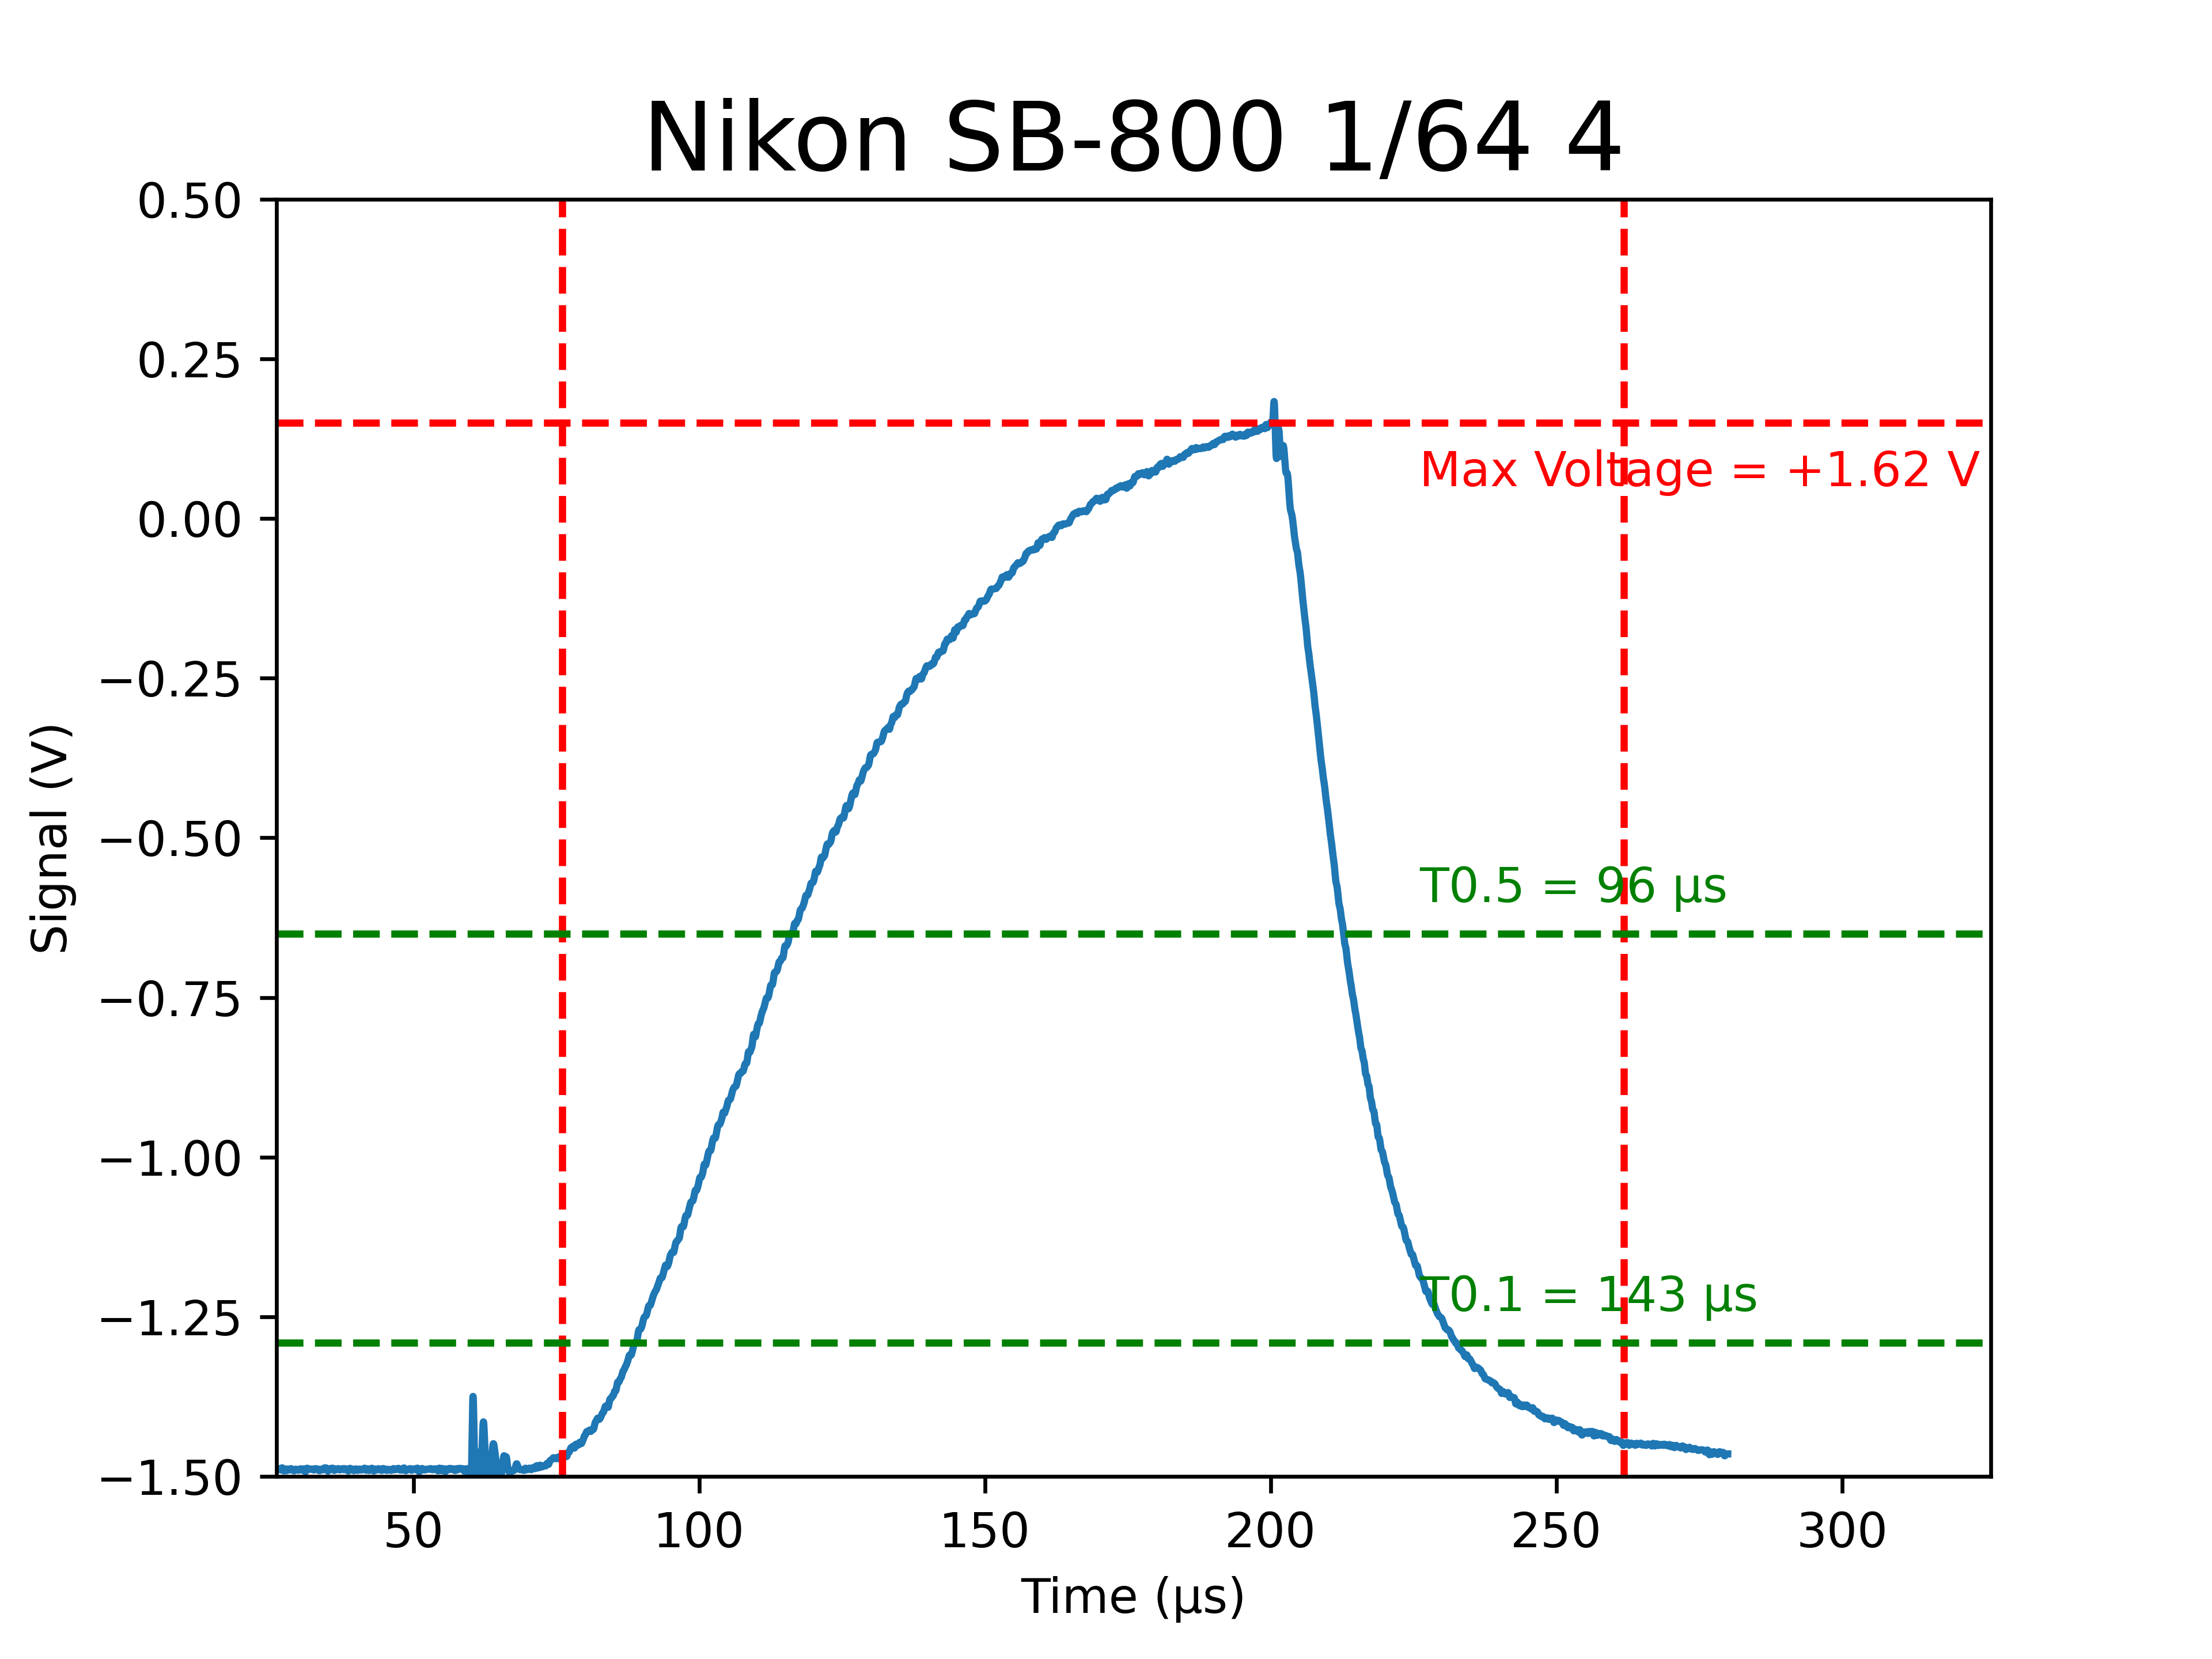 Nikon SB-800 1/64 4
0.50
0.25
0.00
−0.25
−0.50
−0.75
−1.00
−1.25
−1.50
Signal (V)
Max Voltage = +1.62 V
T0.5 = 96 µs
T0.1 = 143 µs
50 100 150 200 250 300
Time (µs)